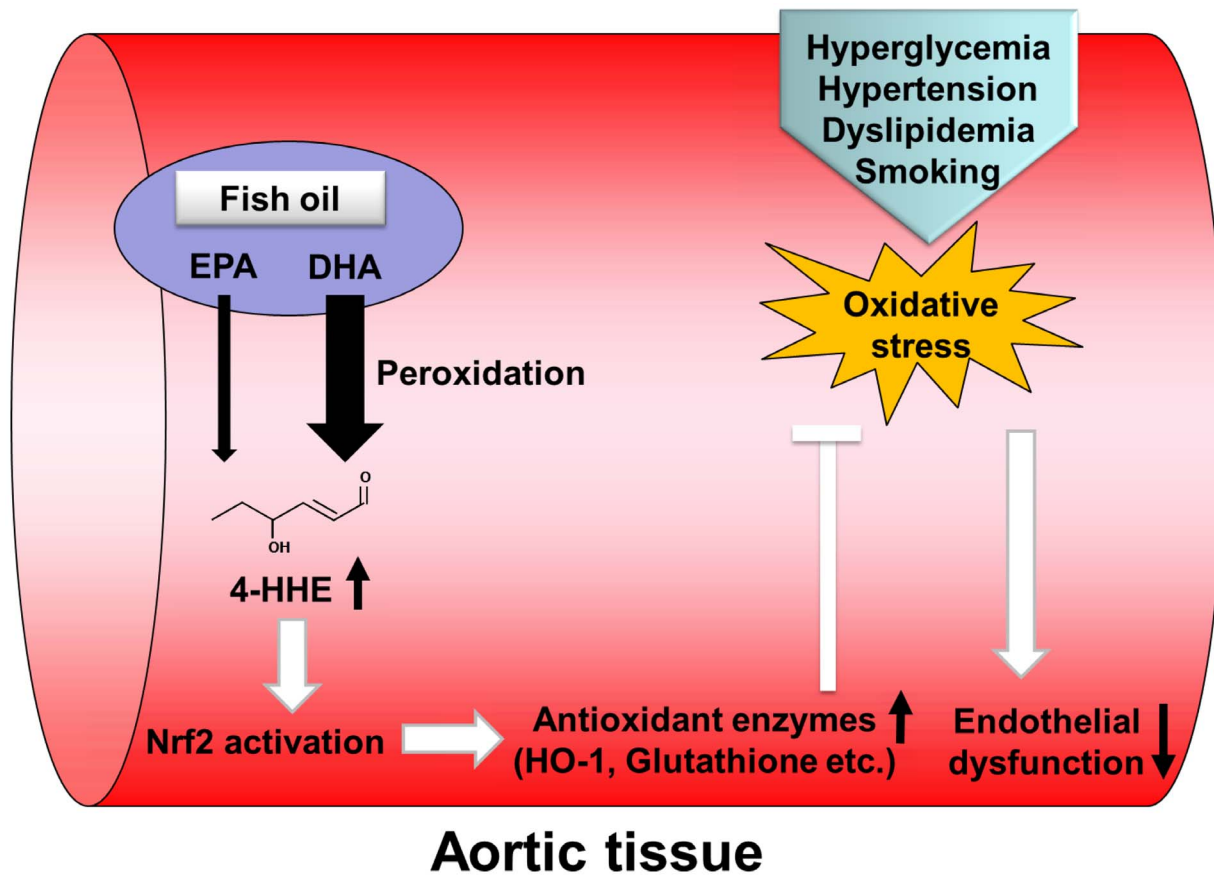 Hyperglycemia
Hypertension
Dyslipidemia
Smoking
Fish oil
EPA DHA
Oxidative
stress
Peroxidation
O
OH
4-HHE
Nrf2 activation
Antioxidant enzymes
(HO-1, Glutathione etc.)
Endothelial
dysfunction
Aortic tissue